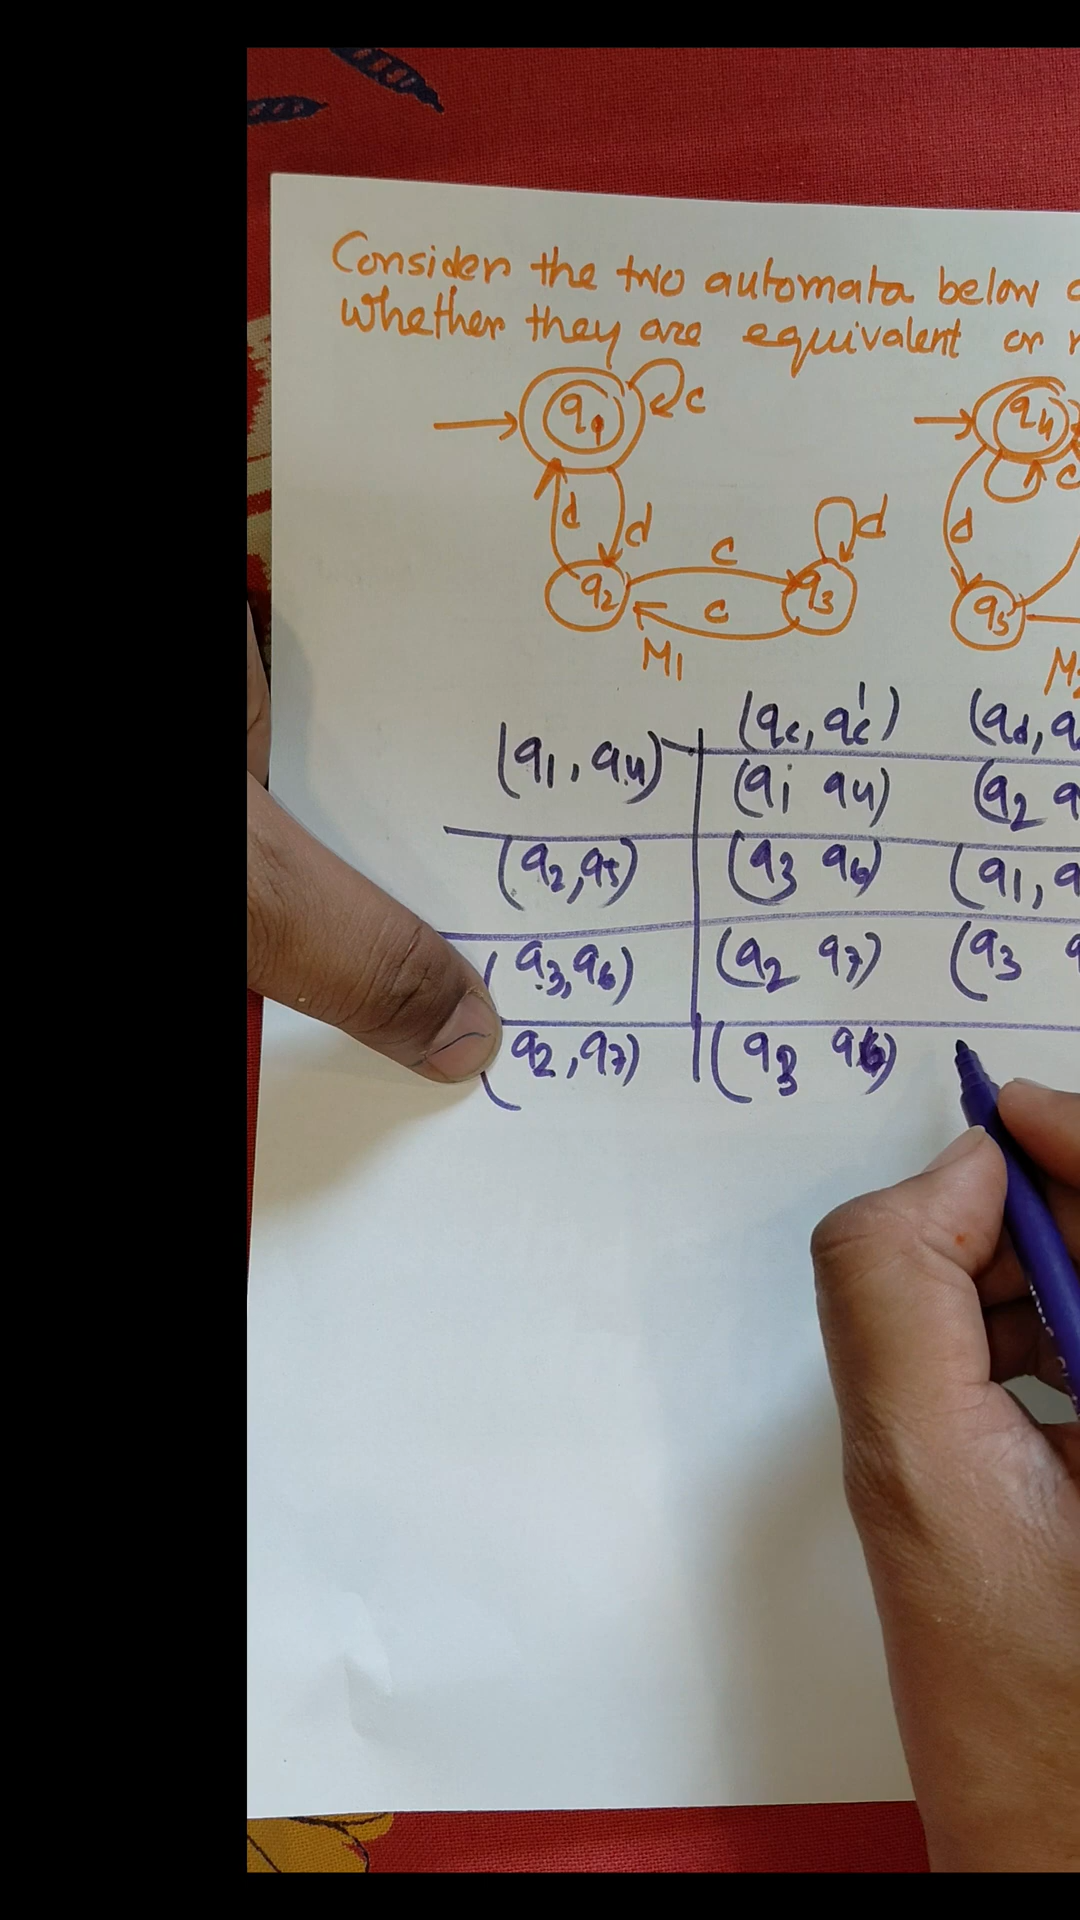 Consider the two automata below
whether they are equivalent or
q1 c q4 c
d d d
c d
q2 c q3 q5
M1
(qc, qc') (qd,
(q1, q4) (q1 q4) (q2
(q2, q5) (q3 q6) (q1,
(q3, q6) (q2 q7) (q3
(q2, q7) (q3 q6)